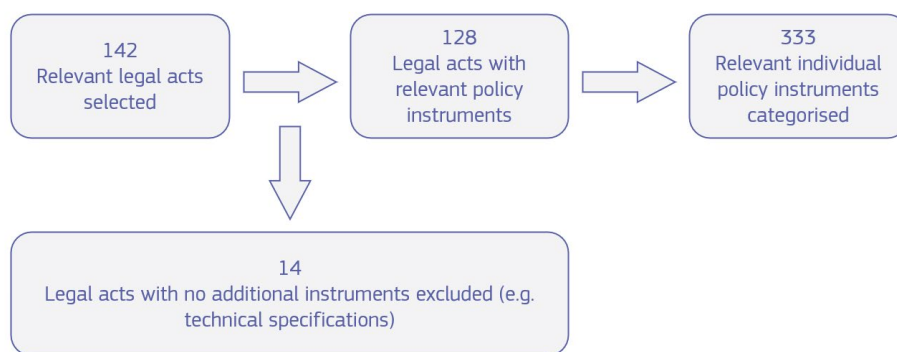 142
Relevant legal acts
selected
128
Legal acts with
relevant policy
instruments
333
Relevant individual
policy instruments
categorised
14
Legal acts with no additional instruments excluded (e.g.
technical specifications)